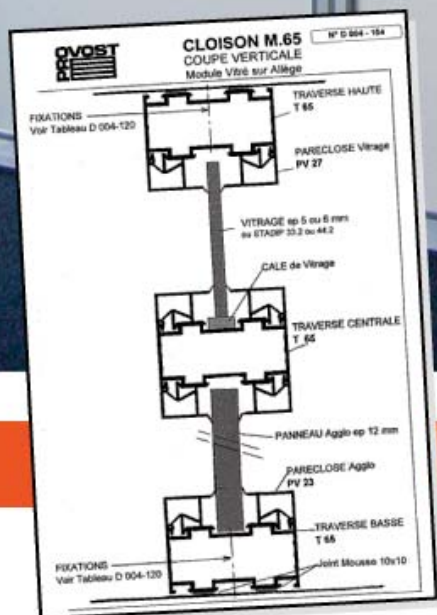 PROVOST
CLOISON M.65
COUPE VERTICALE
Module Vitré sur Allège
N° D 004 - 104
FIXATIONS
Voir Tableau D 004-120
TRAVERSE HAUTE
T 65
PARECLOSE Vitrage
PV 27
VITRAGE ep 5 ou 6 mm
ou STADIP 33.2 ou 44.2
CALE de Vitrage
TRAVERSE CENTRALE
T 65
PANNEAU Agglo ep 12 mm
PARECLOSE Agglo
PV 23
TRAVERSE BASSE
T 65
FIXATIONS
Voir Tableau D 004-120
Joint Mousse 10x10